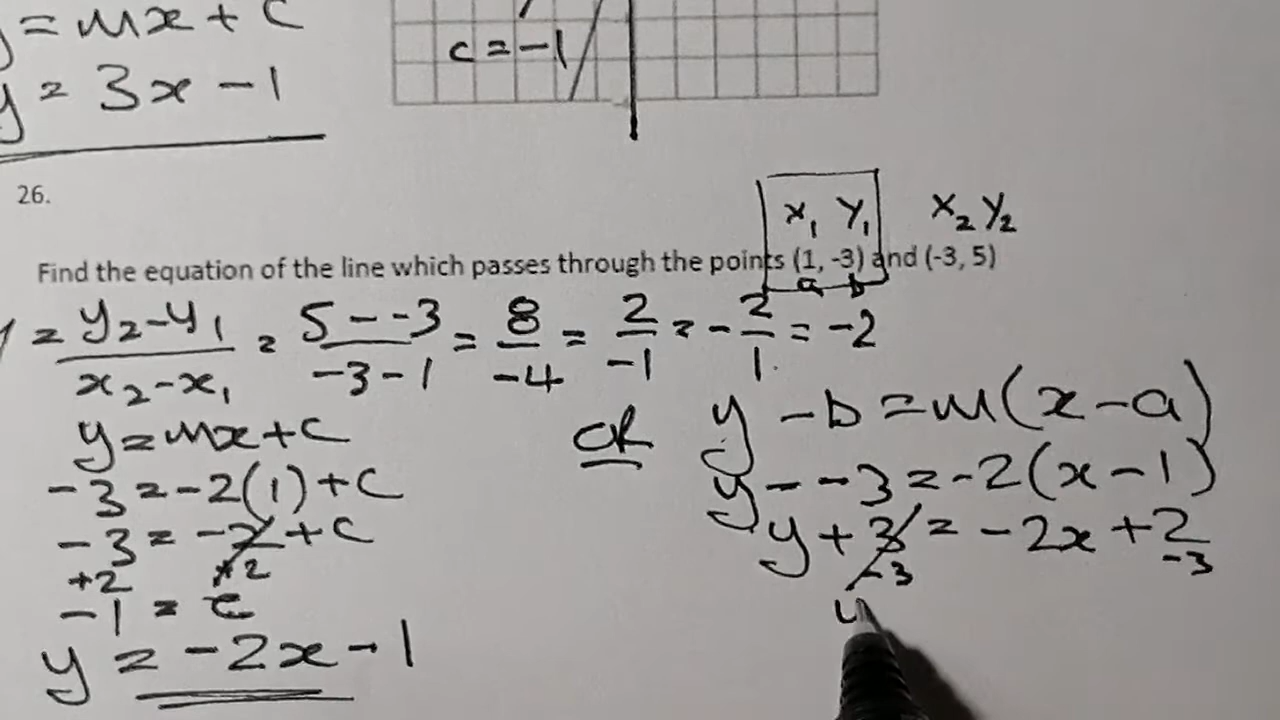 y = mx + c
y = 3x - 1
c = -1
26.
x₁ y₁ x₂ y₂
Find the equation of the line which passes through the points (1, -3) and (-3, 5)
a b
= y₂-y₁/x₂-x₁ = 5--3/-3-1 = 8/-4 = 2/-1 = -2/1 = -2
y = mx + c
-3 = -2(1) + c
-3 = -2 + c
+2 +2
-1 = c
y = -2x - 1
OR
y - b = m(x - a)
y - -3 = -2(x - 1)
y + 3 = -2x + 2
-3 -3